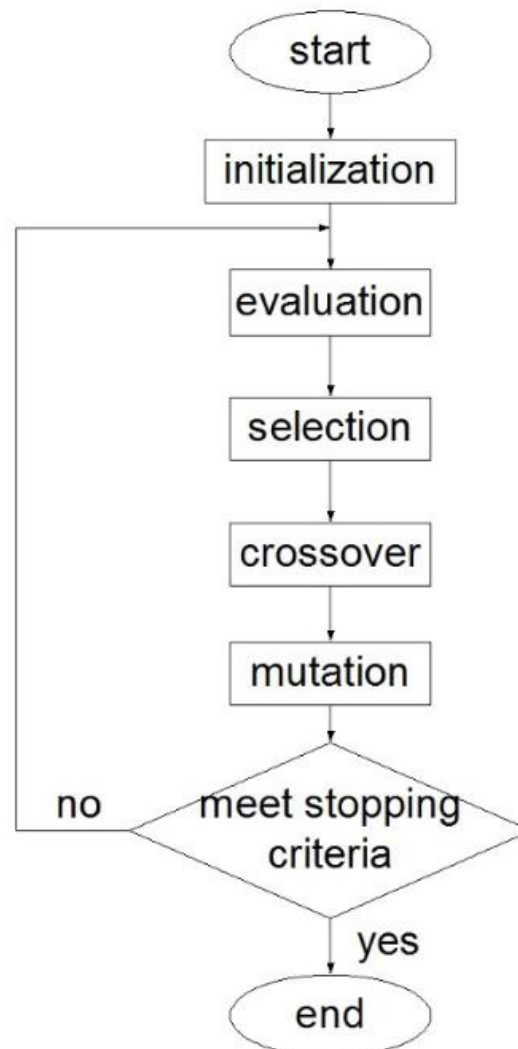 start
initialization
evaluation
selection
crossover
mutation
meet stopping
criteria
no
yes
end